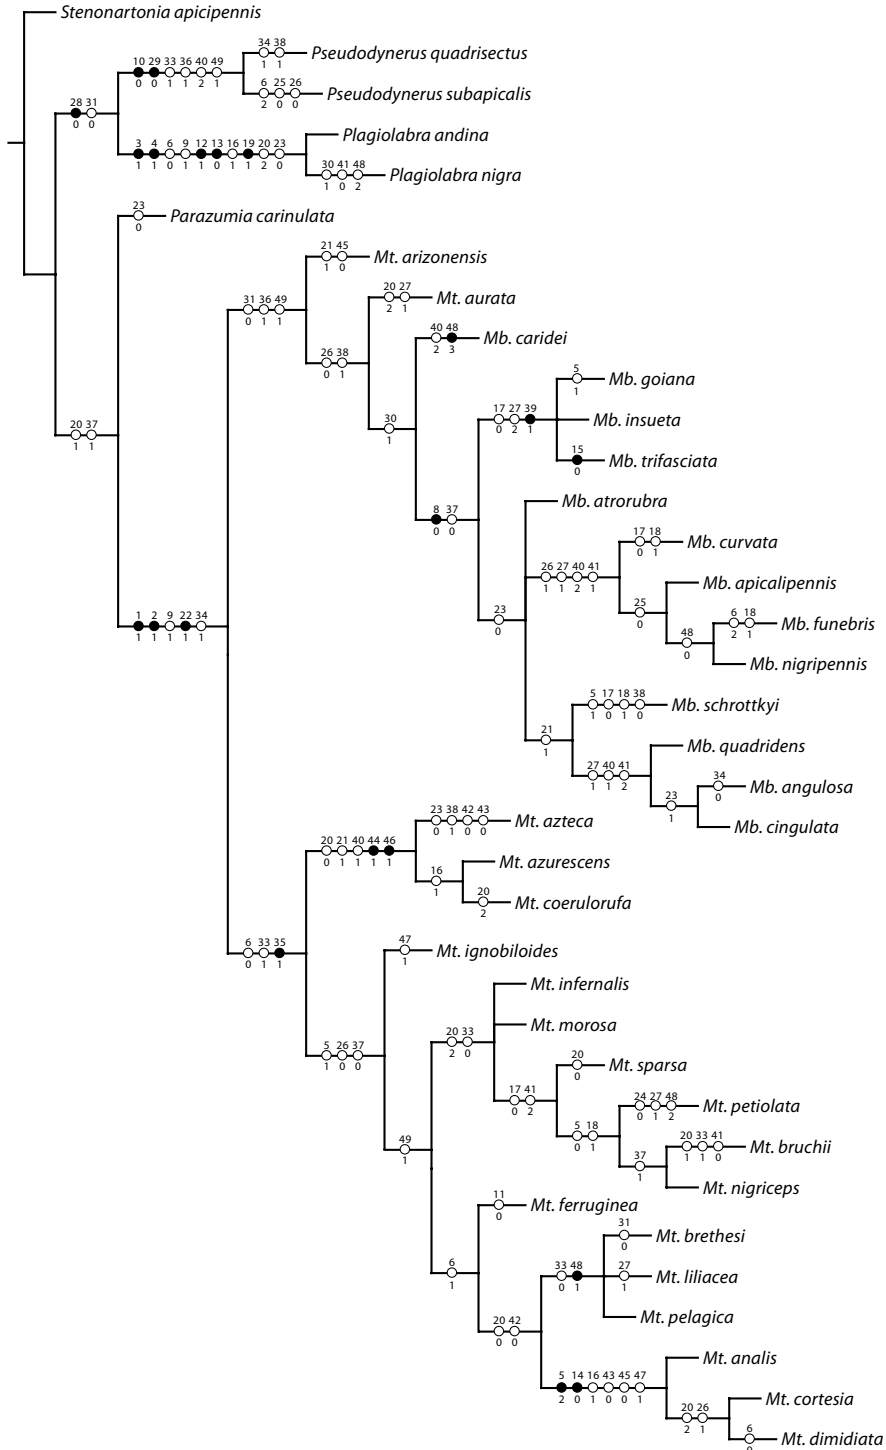 Stenonartonia apicipennis
34 38
Pseudodynerus quadrisectus
1 1
10 29 33 36 40 49
0 0 1 1 2 1
6 25 26
Pseudodynerus subapicalis
2 0 0
28 31
0 0
Plagiolabra andina
3 4 6 9 12 13 16 19 20 23
1 1 0 1 1 0 1 1 2 0
30 41 48
Plagiolabra nigra
1 0 2
23
Parazumia carinulata
0
21 45
Mt. arizonensis
1 0
20 27
Mt. aurata
2 1
31 36 49
0 1 1
40 48
Mb. caridei
2 3
26 38
0 1
5
Mb. goiana
1
17 27 39
Mb. insueta
0 2 1
30
1
20 37
1 1
15
Mb. trifasciata
0
Mb. atrorubra
8 37
0 0
17 18
Mb. curvata
0 1
26 27 40 41
1 1 2 1
Mb. apicalipennis
25
0
23
0
6 18
Mb. funebris
2 1
1 2 9 22 34
1 1 1 1 1
48
0
Mb. nigripennis
5 17 18 38
Mb. schrottkyi
1 0 1 0
21
1
Mb. quadridens
27 40 41
1 1 2
34
Mb. angulosa
0
23
1
Mb. cingulata
23 38 42 43
Mt. azteca
0 1 0 0
20 21 40 44 46
0 1 1 1 1
Mt. azurescens
16
1
20
Mt. coerulorufa
2
47
Mt. ignobiloides
1
6 33 35
0 1 1
Mt. infernalis
Mt. morosa
20 33
2 0
5 26 37
1 0 0
20
Mt. sparsa
0
17 41
0 2
24 27 48
Mt. petiolata
0 1 2
5 18
0 1
20 33 41
Mt. bruchii
1 1 0
49
1
37
1
Mt. nigriceps
11
Mt. ferruginea
0
31
Mt. brethesi
0
6
1
33 48
0 1
27
Mt. liliacea
1
Mt. pelagica
20 42
0 0
Mt. analis
5 14 16 43 45 47
2 0 1 0 0 1
Mt. cortesia
20 26
2 1
6
Mt. dimidiata
0